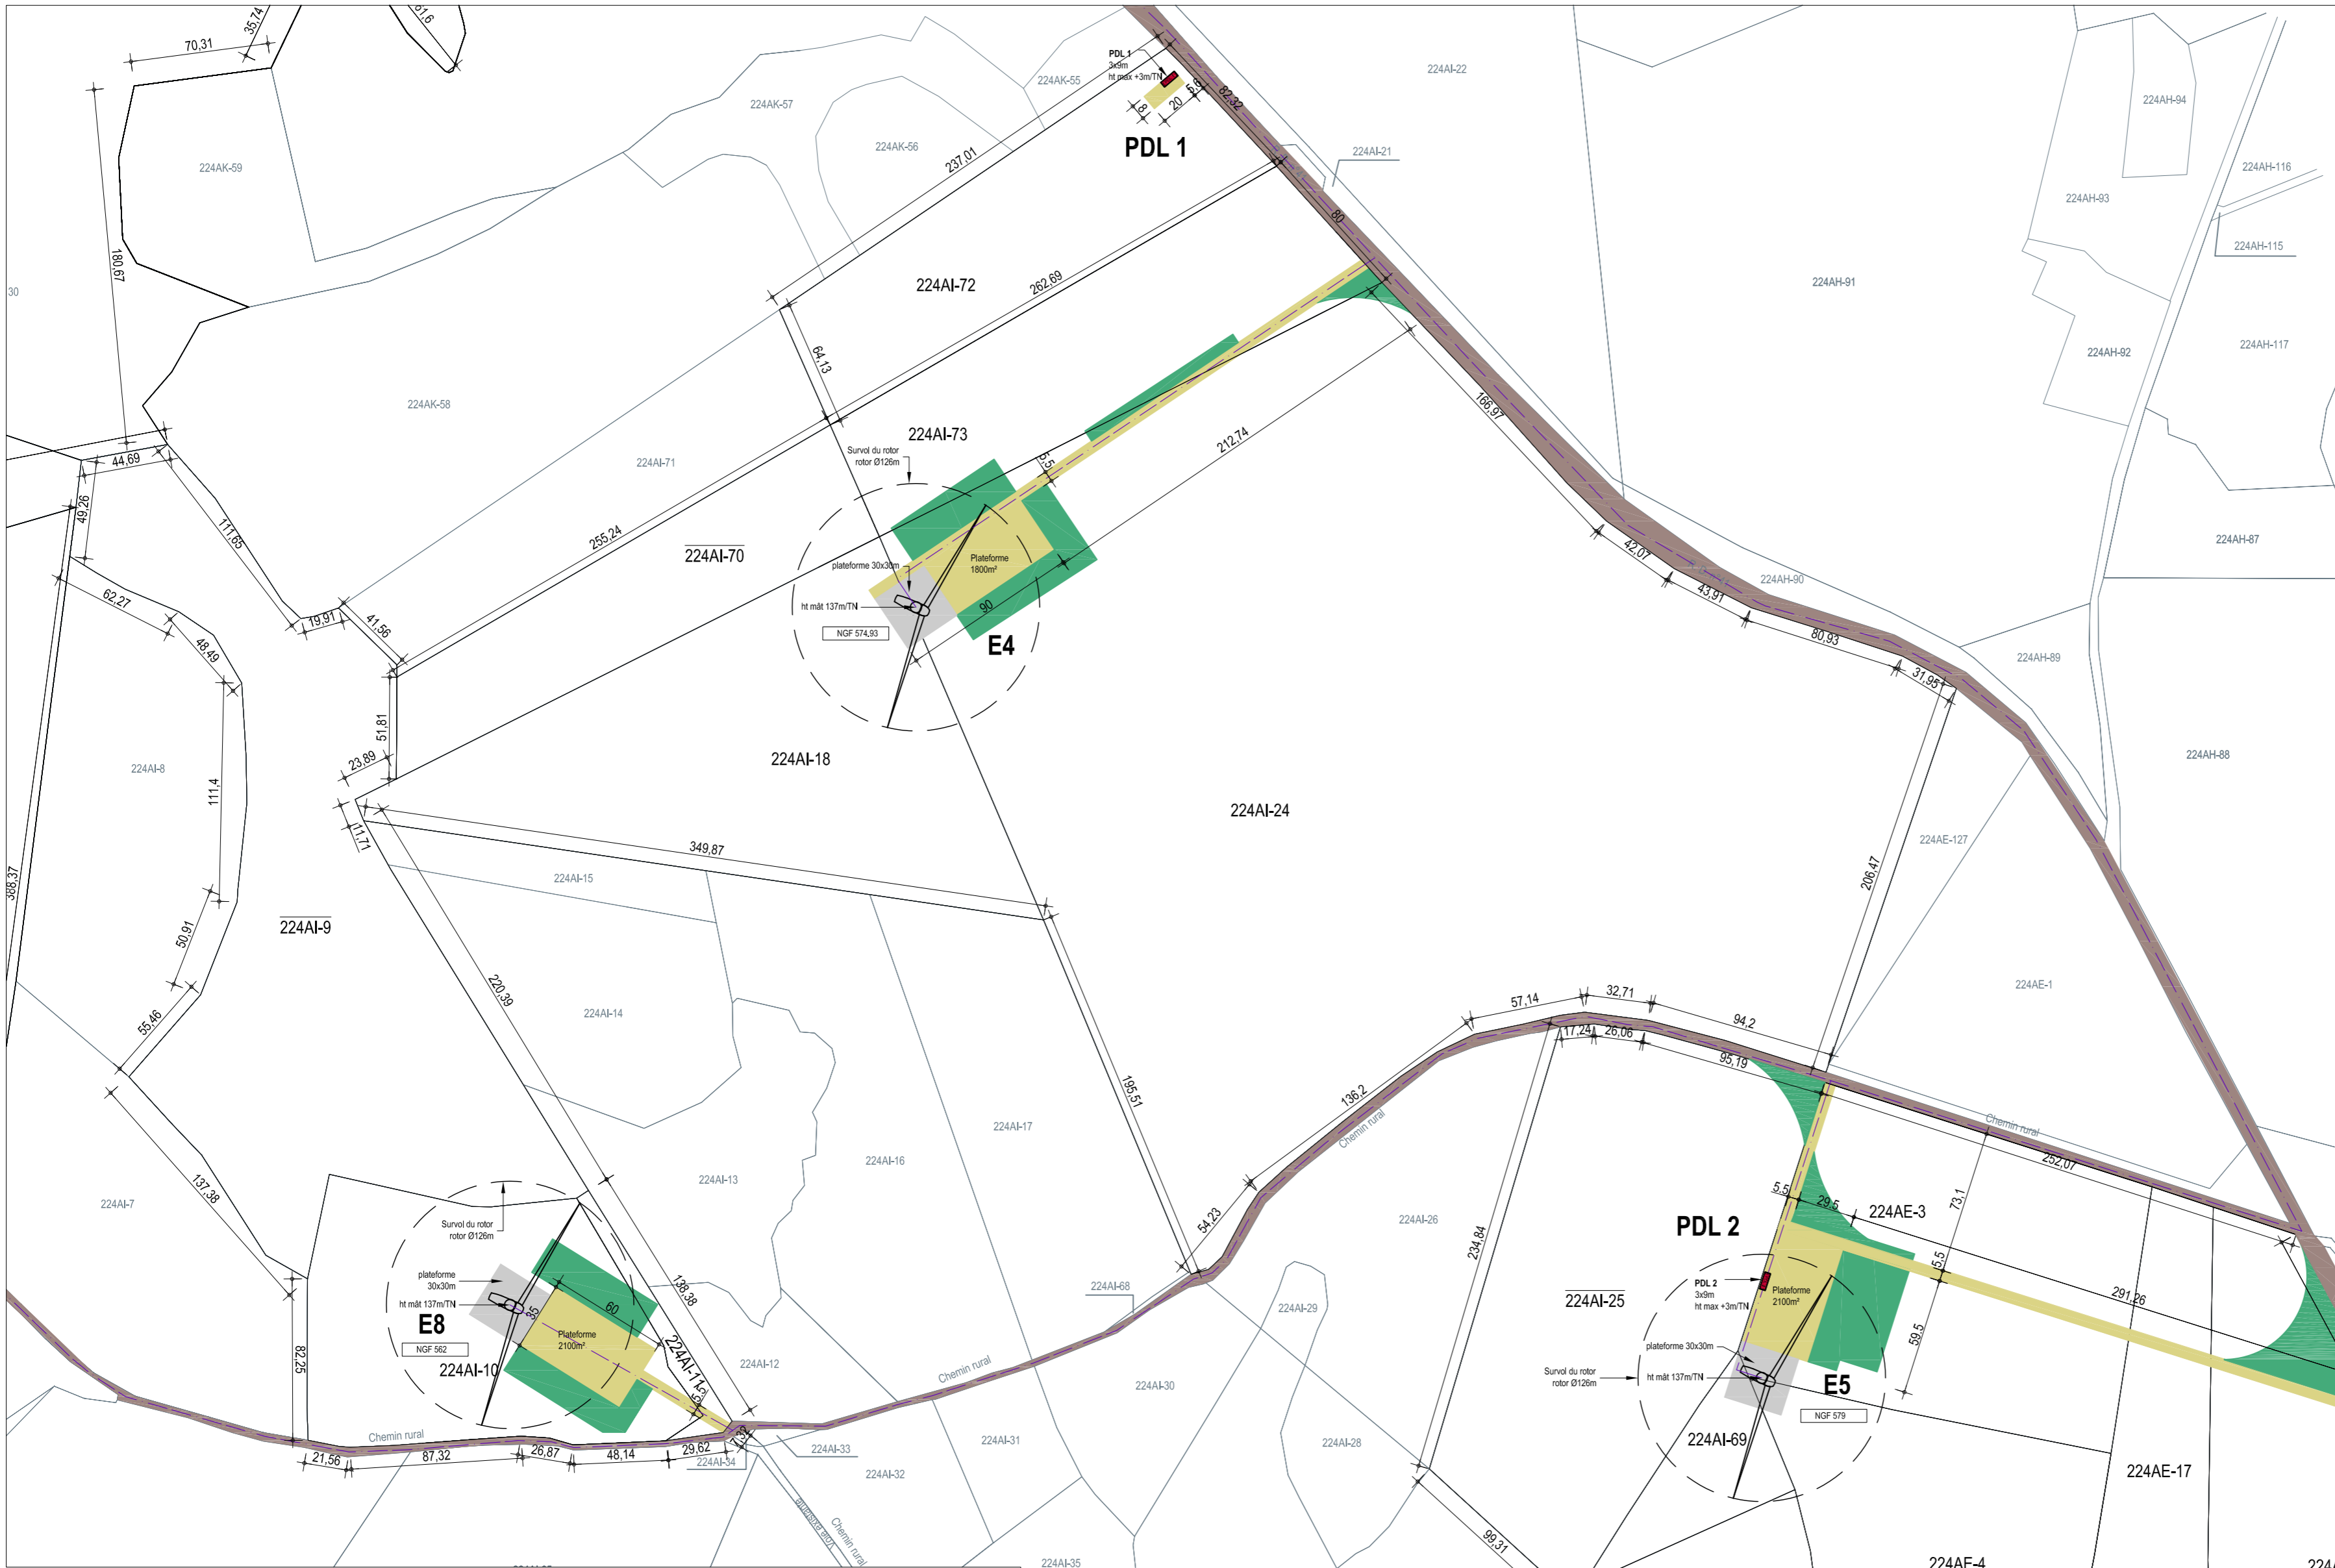 70,31
35,74
61,6
180,67
30
224AK-59
224AK-58
224AK-57
224AK-56
224AK-55
PDL 1
3x9m
ht max +3m/TN
8
20
5,6
82,32
PDL 1
237,01
224AI-72
262,69
80
64,13
224AI-21
224AI-22
224AH-94
224AH-116
224AH-93
224AH-115
224AH-91
224AH-92
224AH-117
224AH-87
224AH-90
224AH-89
224AH-88
224AI-71
224AI-73
Survol du rotor
rotor Ø126m
5,5
212,74
166,97
42,07
43,91
80,93
31,95
44,69
49,26
111,65
255,24
224AI-70
plateforme 30x30m
Plateforme
1800m²
ht mât 137m/TN
90
NGF 574,93
E4
62,27
48,49
19,91
41,56
51,81
23,89
11,71
224AI-8
111,4
388,37
50,91
55,46
224AI-9
224AI-18
349,87
224AI-24
206,47
224AE-127
224AE-1
224AI-15
224AI-14
220,39
195,51
224AI-17
224AI-16
224AI-13
57,14
32,71
94,2
17,24
26,06
95,19
136,2
Chemin rural
54,23
234,84
224AI-26
224AI-68
224AI-29
224AI-7
137,38
Survol du rotor
rotor Ø126m
plateforme
30x30m
ht mât 137m/TN
E8
NGF 562
224AI-10
35
60
Plateforme
2100m²
138,38
224AI-11
5,5
224AI-12
82,25
Chemin rural
21,56
87,32
26,87
48,14
29,62
7,32
224AI-34
224AI-33
224AI-32
224AI-31
Chemin rural
224AI-30
224AI-28
Voie existante
Chemin rural
224AI-35
99,31
Chemin rural
252,07
73,1
5,5
29,5
224AE-3
PDL 2
5,5
PDL 2
3x9m
ht max +3m/TN
Plateforme
2100m²
224AI-25
291,26
59,5
plateforme 30x30m
Survol du rotor
rotor Ø126m
ht mât 137m/TN
E5
NGF 579
224AI-69
224AE-17
224AE-4